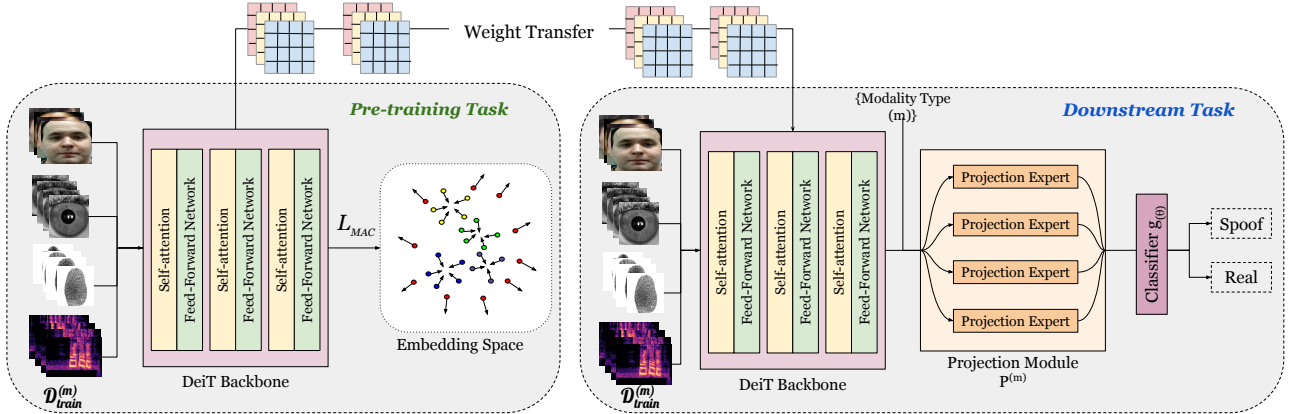 Weight Transfer
Pre-training Task
Self-attention
Feed-Forward Network
Self-attention
Feed-Forward Network
Self-attention
Feed-Forward Network
L_MAC
Embedding Space
DeiT Backbone
D^(m)_train
{Modality Type
(m)}
Downstream Task
Self-attention
Feed-Forward Network
Self-attention
Feed-Forward Network
Self-attention
Feed-Forward Network
Projection Expert
Projection Expert
Projection Expert
Projection Expert
Classifier g_(θ)
Spoof
Real
DeiT Backbone
Projection Module
P^(m)
D^(m)_train